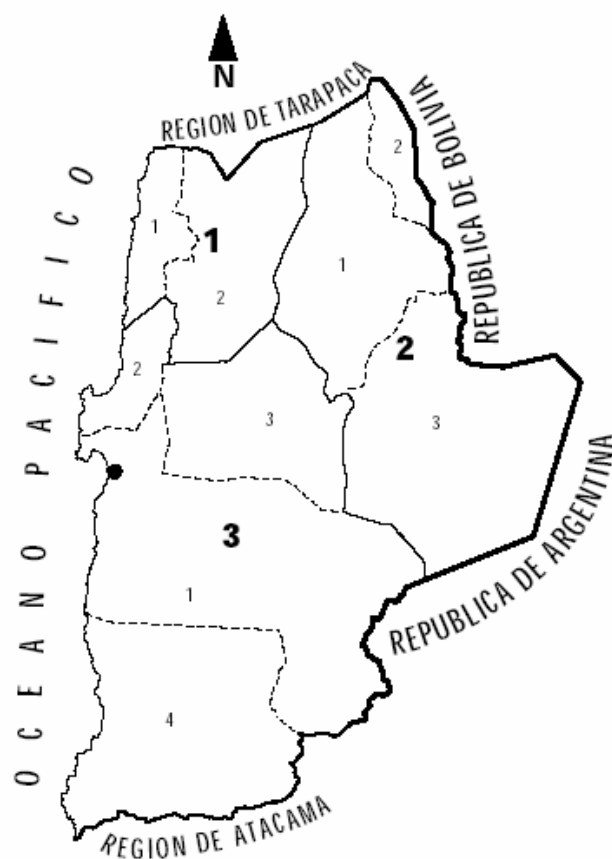 N
REGION DE TARAPACA
REPUBLICA DE BOLIVIA
OCEANO PACIFICO
2
1
1
1
2
2
2
3
3
3
1
4
REPUBLICA DE ARGENTINA
REGION DE ATACAMA